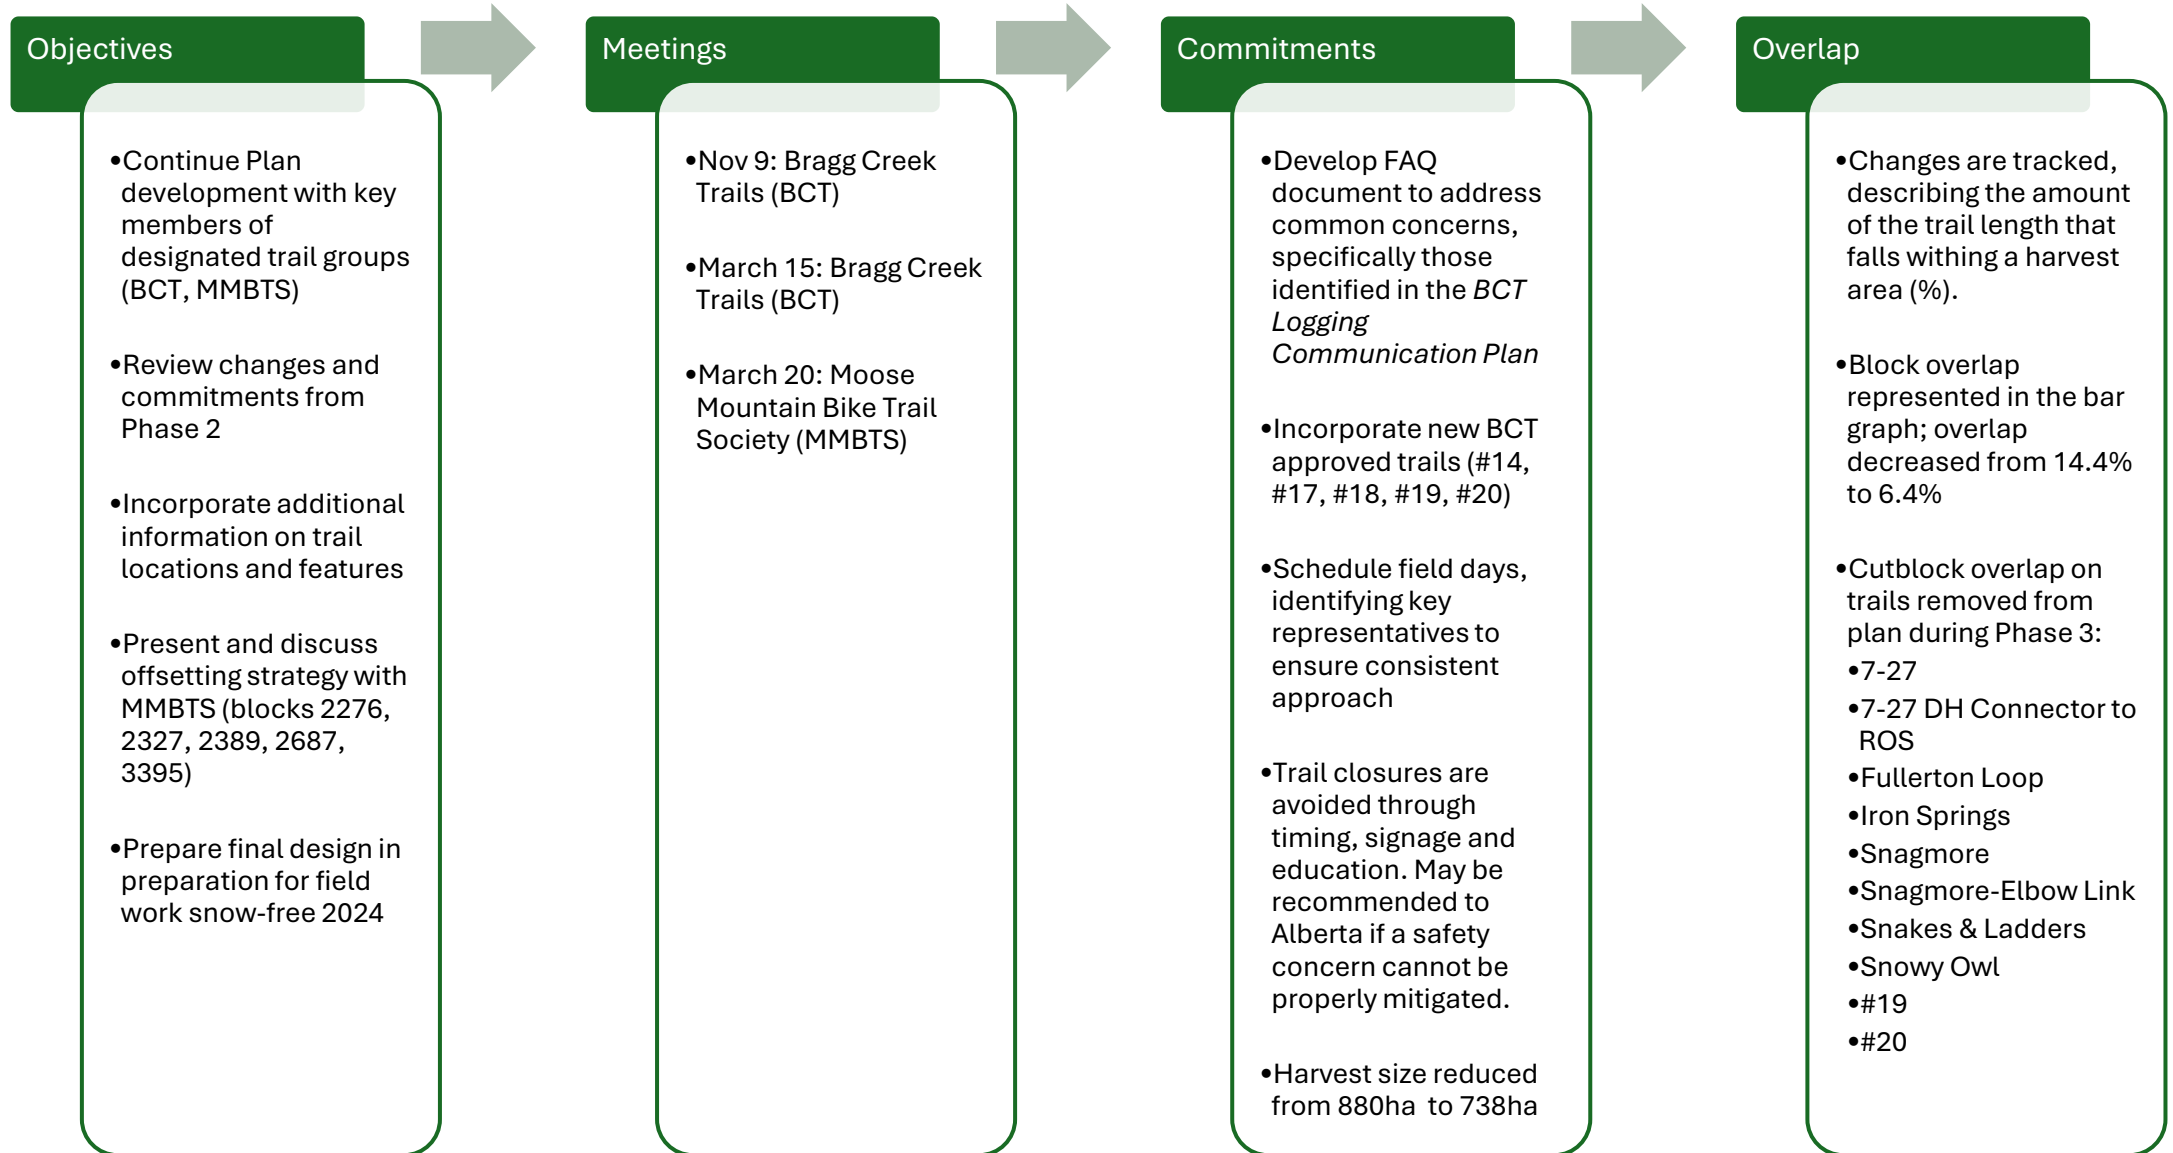 Objectives
•Continue Plan
development with key
members of
designated trail groups
(BCT, MMBTS)
•Review changes and
commitments from
Phase 2
•Incorporate additional
information on trail
locations and features
•Present and discuss
offsetting strategy with
MMBTS (blocks 2276,
2327, 2389, 2687,
3395)
•Prepare final design in
preparation for field
work snow-free 2024
Meetings
•Nov 9: Bragg Creek
Trails (BCT)
•March 15: Bragg Creek
Trails (BCT)
•March 20: Moose
Mountain Bike Trail
Society (MMBTS)
Commitments
•Develop FAQ
document to address
common concerns,
specifically those
identified in the BCT
Logging
Communication Plan
•Incorporate new BCT
approved trails (#14,
#17, #18, #19, #20)
•Schedule field days,
identifying key
representatives to
ensure consistent
approach
•Trail closures are
avoided through
timing, signage and
education. May be
recommended to
Alberta if a safety
concern cannot be
properly mitigated.
•Harvest size reduced
from 880ha to 738ha
Overlap
•Changes are tracked,
describing the amount
of the trail length that
falls withing a harvest
area (%).
•Block overlap
represented in the bar
graph; overlap
decreased from 14.4%
to 6.4%
•Cutblock overlap on
trails removed from
plan during Phase 3:
•7-27
•7-27 DH Connector to
ROS
•Fullerton Loop
•Iron Springs
•Snagmore
•Snagmore-Elbow Link
•Snakes & Ladders
•Snowy Owl
•#19
•#20